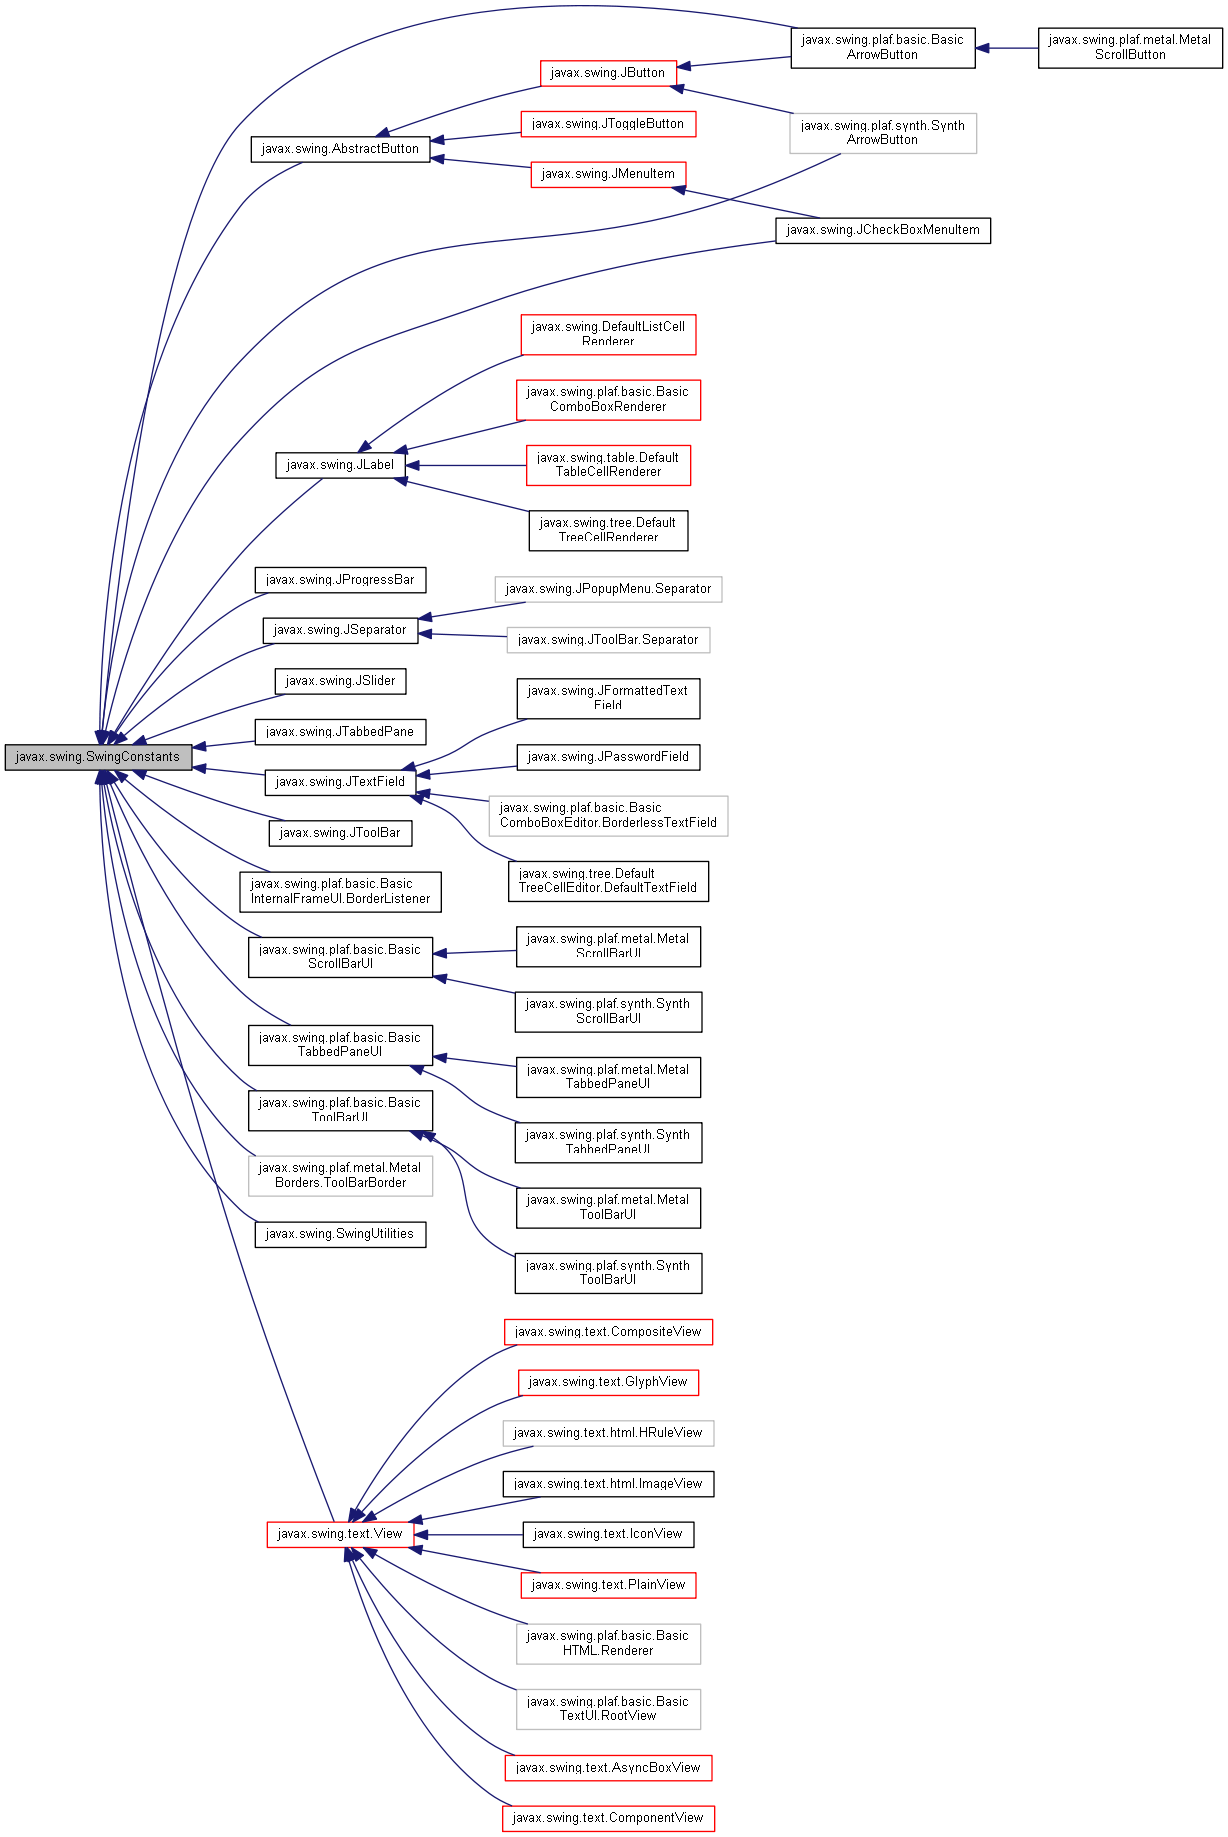 javax.swing.plaf.basic.Basic
ArrowButton
javax.swing.plaf.metal.Metal
ScrollButton
javax.swing.JButton
javax.swing.JToggleButton
javax.swing.plaf.synth.Synth
ArrowButton
javax.swing.AbstractButton
javax.swing.JMenuItem
javax.swing.JCheckBoxMenuItem
javax.swing.DefaultListCell
Renderer
javax.swing.plaf.basic.Basic
ComboBoxRenderer
javax.swing.JLabel
javax.swing.table.Default
TableCellRenderer
javax.swing.tree.Default
TreeCellRenderer
javax.swing.JProgressBar
javax.swing.JPopupMenu.Separator
javax.swing.JSeparator
javax.swing.JToolBar.Separator
javax.swing.JSlider
javax.swing.JFormattedText
Field
javax.swing.JTabbedPane
javax.swing.SwingConstants
javax.swing.JPasswordField
javax.swing.JTextField
javax.swing.plaf.basic.Basic
ComboBoxEditor.BorderlessTextField
javax.swing.JToolBar
javax.swing.tree.Default
TreeCellEditor.DefaultTextField
javax.swing.plaf.basic.Basic
InternalFrameUI.BorderListener
javax.swing.plaf.basic.Basic
ScrollBarUI
javax.swing.plaf.metal.Metal
ScrollBarUI
javax.swing.plaf.synth.Synth
ScrollBarUI
javax.swing.plaf.basic.Basic
TabbedPaneUI
javax.swing.plaf.metal.Metal
TabbedPaneUI
javax.swing.plaf.basic.Basic
ToolBarUI
javax.swing.plaf.synth.Synth
TabbedPaneUI
javax.swing.plaf.metal.Metal
Borders.ToolBarBorder
javax.swing.plaf.metal.Metal
ToolBarUI
javax.swing.SwingUtilities
javax.swing.plaf.synth.Synth
ToolBarUI
javax.swing.text.CompositeView
javax.swing.text.GlyphView
javax.swing.text.html.HRuleView
javax.swing.text.html.ImageView
javax.swing.text.View
javax.swing.text.IconView
javax.swing.text.PlainView
javax.swing.plaf.basic.Basic
HTML.Renderer
javax.swing.plaf.basic.Basic
TextUI.RootView
javax.swing.text.AsyncBoxView
javax.swing.text.ComponentView